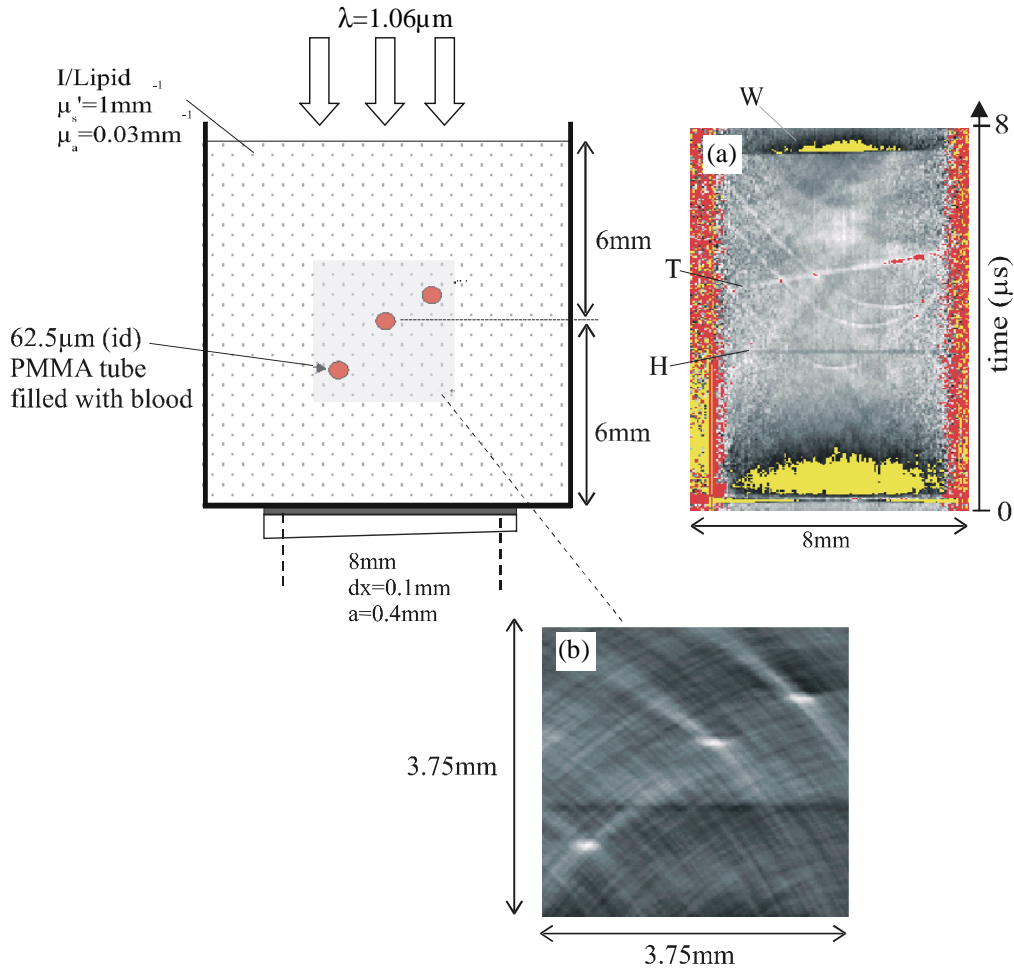 λ=1.06µm
I/Lipid
µs'=1mm-1
µa=0.03mm-1
6mm
62.5µm (id)
PMMA tube
filled with blood
6mm
8mm
dx=0.1mm
a=0.4mm
W
(a)
8
T
H
time (µs)
0
8mm
(b)
3.75mm
3.75mm